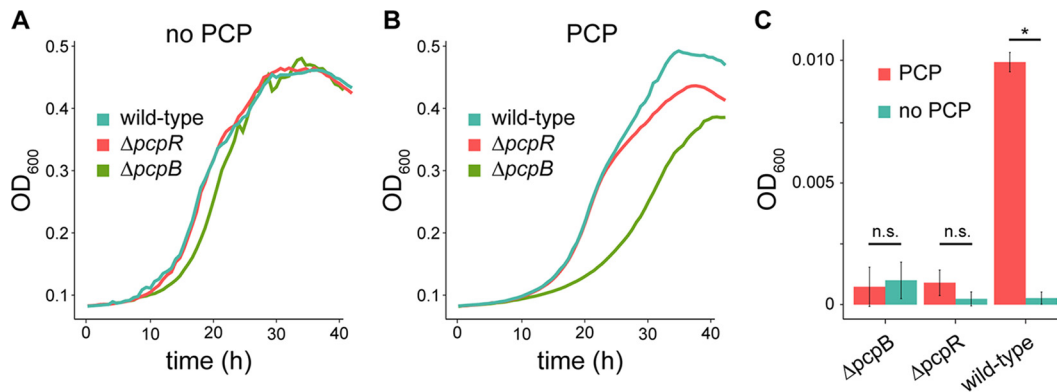 A
no PCP
0.5
0.4
0.3
0.2
0.1
OD600
wild-type
ΔpcpR
ΔpcpB
0
10
20
30
40
time (h)
B
PCP
0.5
0.4
0.3
0.2
0.1
OD600
wild-type
ΔpcpR
ΔpcpB
0
10
20
30
40
time (h)
C
*
0.010
0.005
0
OD600
PCP
no PCP
n.s.
n.s.
ΔpcpB
ΔpcpR
wild-type